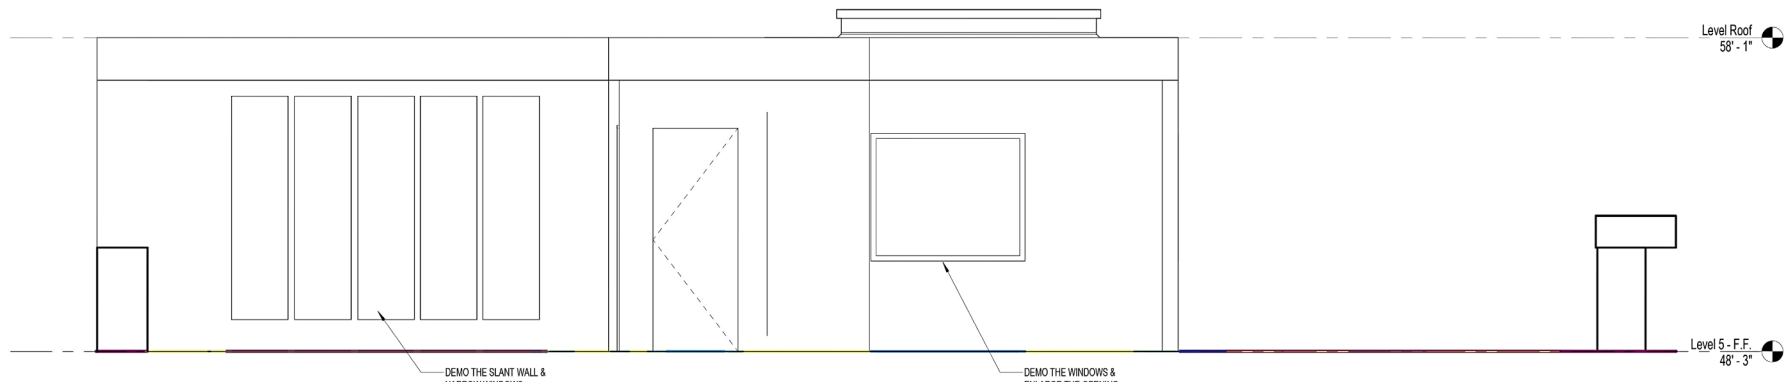 Level Roof
58' - 1"
Level 5 - F.F.
48' - 3"
DEMO THE SLANT WALL &
DEMO THE WINDOWS &